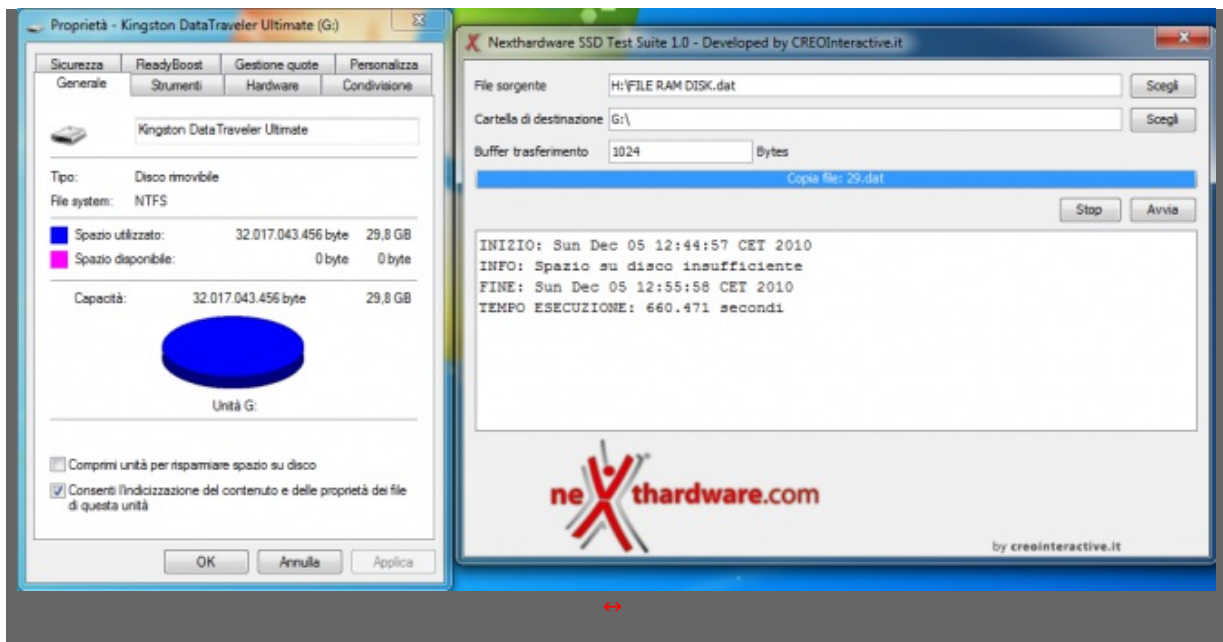 Proprietà - Kingston DataTraveler Ultimate (G:)
Sicurezza ReadyBoost Gestione quote Personalizza
Generale Strumenti Hardware Condivisione
Kingston DataTraveler Ultimate
Tipo: Disco rimovibile
File system: NTFS
Spazio utilizzato: 32.017.043.456 byte 29,8 GB
Spazio disponibile: 0 byte 0 byte
Capacità: 32.017.043.456 byte 29,8 GB
Unità G:
Comprimi unità per risparmiare spazio su disco
Consenti l'indicizzazione del contenuto e delle proprietà dei file
di questa unità
OK Annulla Applica
Nexthardware SSD Test Suite 1.0 - Developed by CREOInteractive.it
File sorgente H:\FILE RAM DISK.dat Scegli
Cartella di destinazione G:\ Scegli
Buffer trasferimento 1024 Bytes
Copia file: 29.dat
Stop Avvia
INIZIO: Sun Dec 05 12:44:57 CET 2010
INFO: Spazio su disco insufficiente
FINE: Sun Dec 05 12:55:58 CET 2010
TEMPO ESECUZIONE: 660.471 secondi
nexthardware.com
by creointeractive.it